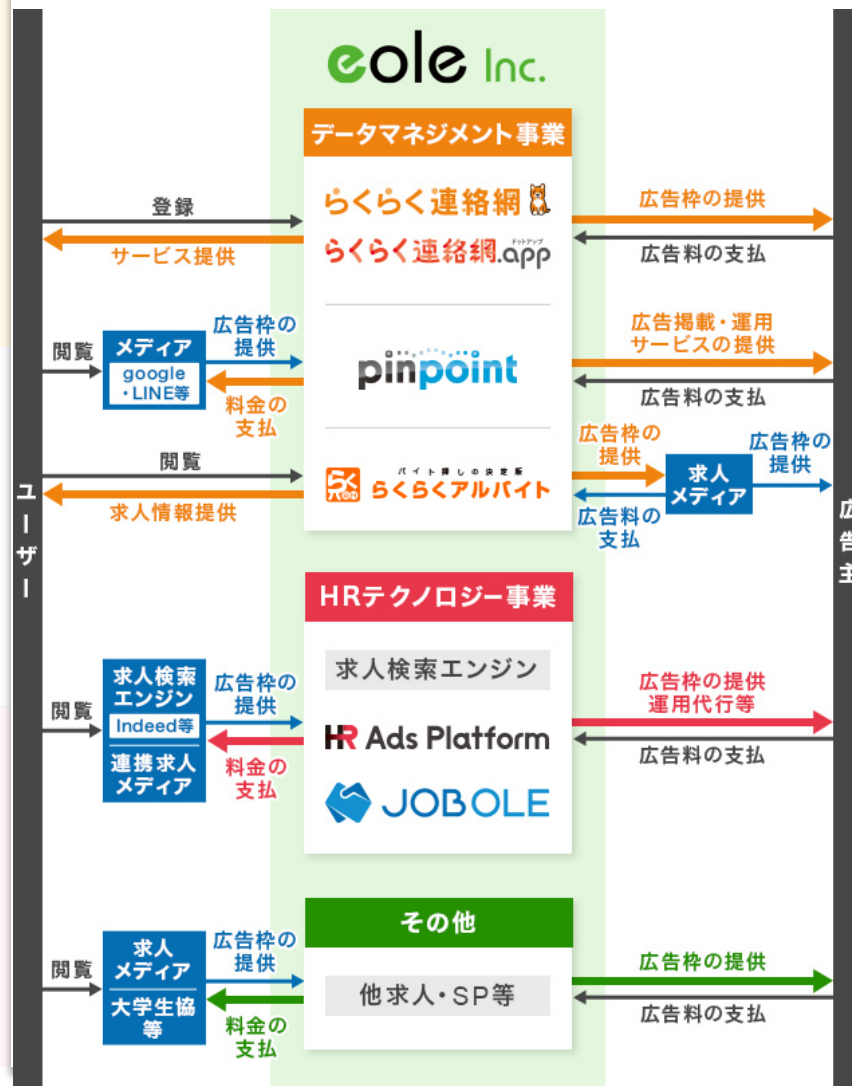 eole Inc.
データマネジメント事業
登録
サービス提供
らくらく連絡網
ドットアップ
らくらく連絡網.app
広告枠の提供
広告料の支払
閲覧
メディア
google
・LINE等
広告枠の
提供
料金の
支払
pinpoint
広告掲載・運用
サービスの提供
広告料の支払
閲覧
求人情報提供
バイト探しの決定版
らくらくアルバイト
広告枠の
提供
広告料の
支払
求人
メディア
広告枠の
提供
ユーザー
広告主
HRテクノロジー事業
閲覧
求人検索
エンジン
Indeed等
連携求人
メディア
広告枠の
提供
料金の
支払
求人検索エンジン
HR Ads Platform
JOBOLE
広告枠の提供
運用代行等
広告料の支払
その他
閲覧
求人
メディア
大学生協
等
広告枠の
提供
料金の
支払
他求人・SP等
広告枠の提供
広告料の支払